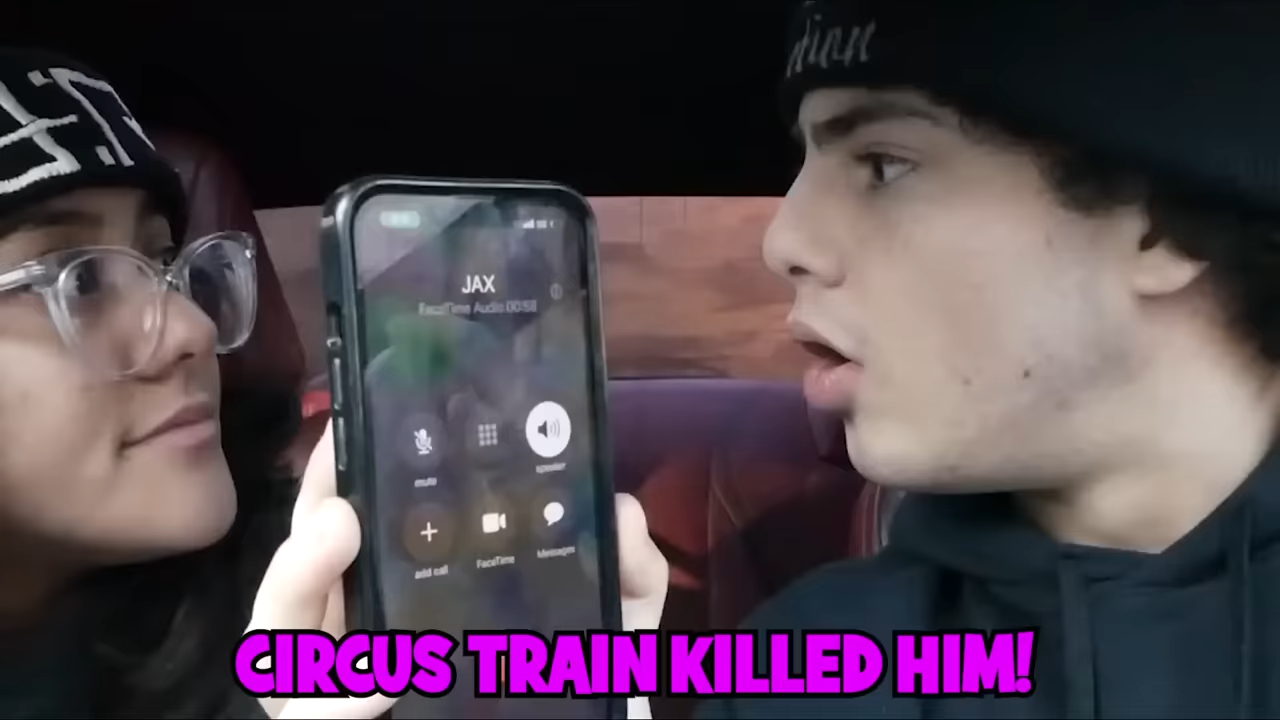 JAX
FaceTime Audio 00:58
mute
speaker
add call
FaceTime
Messages
CIRCUS TRAIN KILLED HIM!